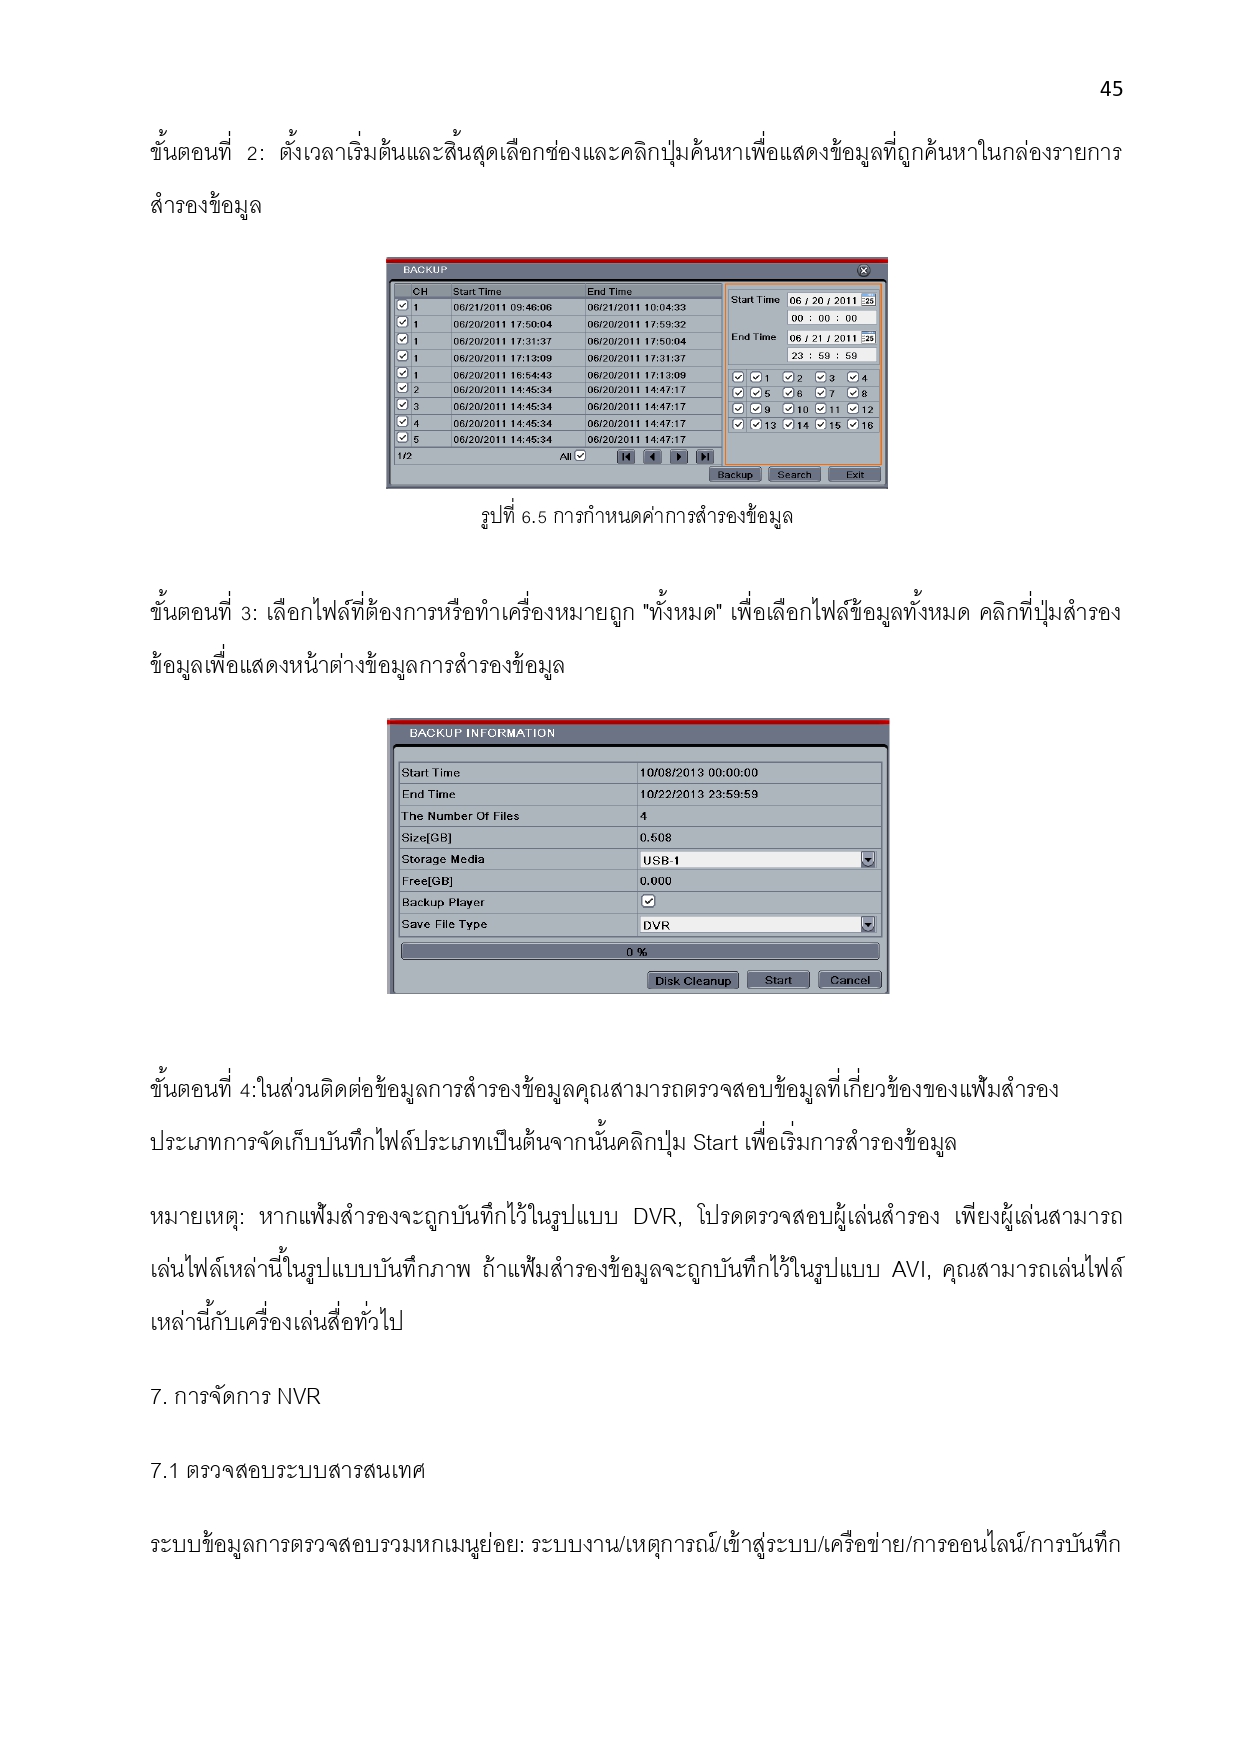 45
ขั้นตอนที่ 2: ตั้งเวลาเริ่มต้นและสิ้นสุดเลือกช่องและคลิกปุ่มค้นหาเพื่อแสดงข้อมูลที่ถูกค้นหาในกล่องรายการ
สำรองข้อมูล
BACKUP
CH Start Time End Time
1 06/21/2011 09:46:06 06/21/2011 10:04:33
1 06/20/2011 17:50:04 06/20/2011 17:59:32
1 06/20/2011 17:31:37 06/20/2011 17:50:04
1 06/20/2011 17:13:09 06/20/2011 17:31:37
1 06/20/2011 16:54:43 06/20/2011 17:13:09
2 06/20/2011 14:45:34 06/20/2011 14:47:17
3 06/20/2011 14:45:34 06/20/2011 14:47:17
4 06/20/2011 14:45:34 06/20/2011 14:47:17
5 06/20/2011 14:45:34 06/20/2011 14:47:17
1/2 All
Start Time 06 / 20 / 2011 25
00 : 00 : 00
End Time 06 / 21 / 2011 25
23 : 59 : 59
1 2 3 4
5 6 7 8
9 10 11 12
13 14 15 16
Backup Search Exit
รูปที่ 6.5 การกำหนดค่าการสำรองข้อมูล
ขั้นตอนที่ 3: เลือกไฟล์ที่ต้องการหรือทำเครื่องหมายถูก "ทั้งหมด" เพื่อเลือกไฟล์ข้อมูลทั้งหมด คลิกที่ปุ่มสำรอง
ข้อมูลเพื่อแสดงหน้าต่างข้อมูลการสำรองข้อมูล
BACKUP INFORMATION
Start Time 10/08/2013 00:00:00
End Time 10/22/2013 23:59:59
The Number Of Files 4
Size[GB] 0.508
Storage Media USB-1
Free[GB] 0.000
Backup Player
Save File Type DVR
0 %
Disk Cleanup Start Cancel
ขั้นตอนที่ 4:ในส่วนติดต่อข้อมูลการสำรองข้อมูลคุณสามารถตรวจสอบข้อมูลที่เกี่ยวข้องของแฟ้มสำรอง
ประเภทการจัดเก็บบันทึกไฟล์ประเภทเป็นต้นจากนั้นคลิกปุ่ม Start เพื่อเริ่มการสำรองข้อมูล
หมายเหตุ: หากแฟ้มสำรองจะถูกบันทึกไว้ในรูปแบบ DVR, โปรดตรวจสอบผู้เล่นสำรอง เพียงผู้เล่นสามารถ
เล่นไฟล์เหล่านี้ในรูปแบบบันทึกภาพ ถ้าแฟ้มสำรองข้อมูลจะถูกบันทึกไว้ในรูปแบบ AVI, คุณสามารถเล่นไฟล์
เหล่านี้กับเครื่องเล่นสื่อทั่วไป
7. การจัดการ NVR
7.1 ตรวจสอบระบบสารสนเทศ
ระบบข้อมูลการตรวจสอบรวมหกเมนูย่อย: ระบบงาน/เหตุการณ์/เข้าสู่ระบบ/เครือข่าย/การออนไลน์/การบันทึก